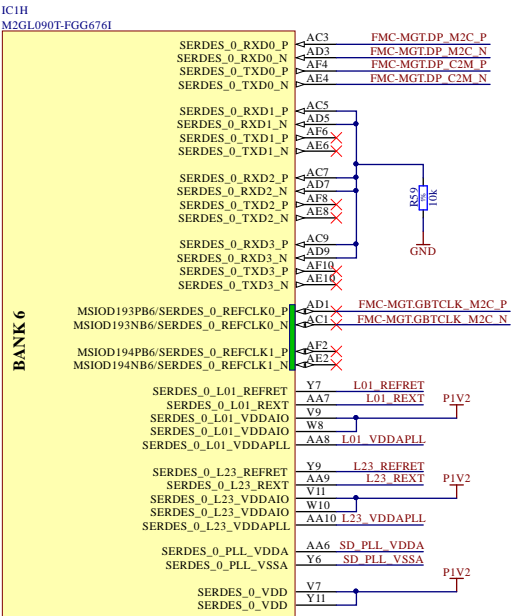 IC1H
M2GL090T-FGG676I
BANK 6
SERDES_0_RXD0_P AC3 FMC-MGT.DP_M2C_P
SERDES_0_RXD0_N AD3 FMC-MGT.DP_M2C_N
SERDES_0_TXD0_P AF4 FMC-MGT.DP_C2M_P
SERDES_0_TXD0_N AE4 FMC-MGT.DP_C2M_N
SERDES_0_RXD1_P AC5
SERDES_0_RXD1_N AD5
SERDES_0_TXD1_P AF6
SERDES_0_TXD1_N AE6
SERDES_0_RXD2_P AC7
SERDES_0_RXD2_N AD7
SERDES_0_TXD2_P AF8
SERDES_0_TXD2_N AE8
R59 1% 10k
SERDES_0_RXD3_P AC9
SERDES_0_RXD3_N AD9
GND
SERDES_0_TXD3_P AF10
SERDES_0_TXD3_N AE10
MSIOD193PB6/SERDES_0_REFCLK0_P AD1 FMC-MGT.GBTCLK_M2C_P
MSIOD193NB6/SERDES_0_REFCLK0_N AC1 FMC-MGT.GBTCLK_M2C_N
MSIOD194PB6/SERDES_0_REFCLK1_P AF2
MSIOD194NB6/SERDES_0_REFCLK1_N AE2
SERDES_0_L01_REFRET Y7 L01_REFRET
SERDES_0_L01_REXT AA7 L01_REXT P1V2
SERDES_0_L01_VDDAIO V9
SERDES_0_L01_VDDAIO W8
SERDES_0_L01_VDDAPLL AA8 L01_VDDAPLL
SERDES_0_L23_REFRET Y9 L23_REFRET
SERDES_0_L23_REXT AA9 L23_REXT P1V2
SERDES_0_L23_VDDAIO V11
SERDES_0_L23_VDDAIO W10
SERDES_0_L23_VDDAPLL AA10 L23_VDDAPLL
SERDES_0_PLL_VDDA AA6 SD_PLL_VDDA
SERDES_0_PLL_VSSA Y6 SD_PLL_VSSA
P1V2
SERDES_0_VDD V7
SERDES_0_VDD Y11